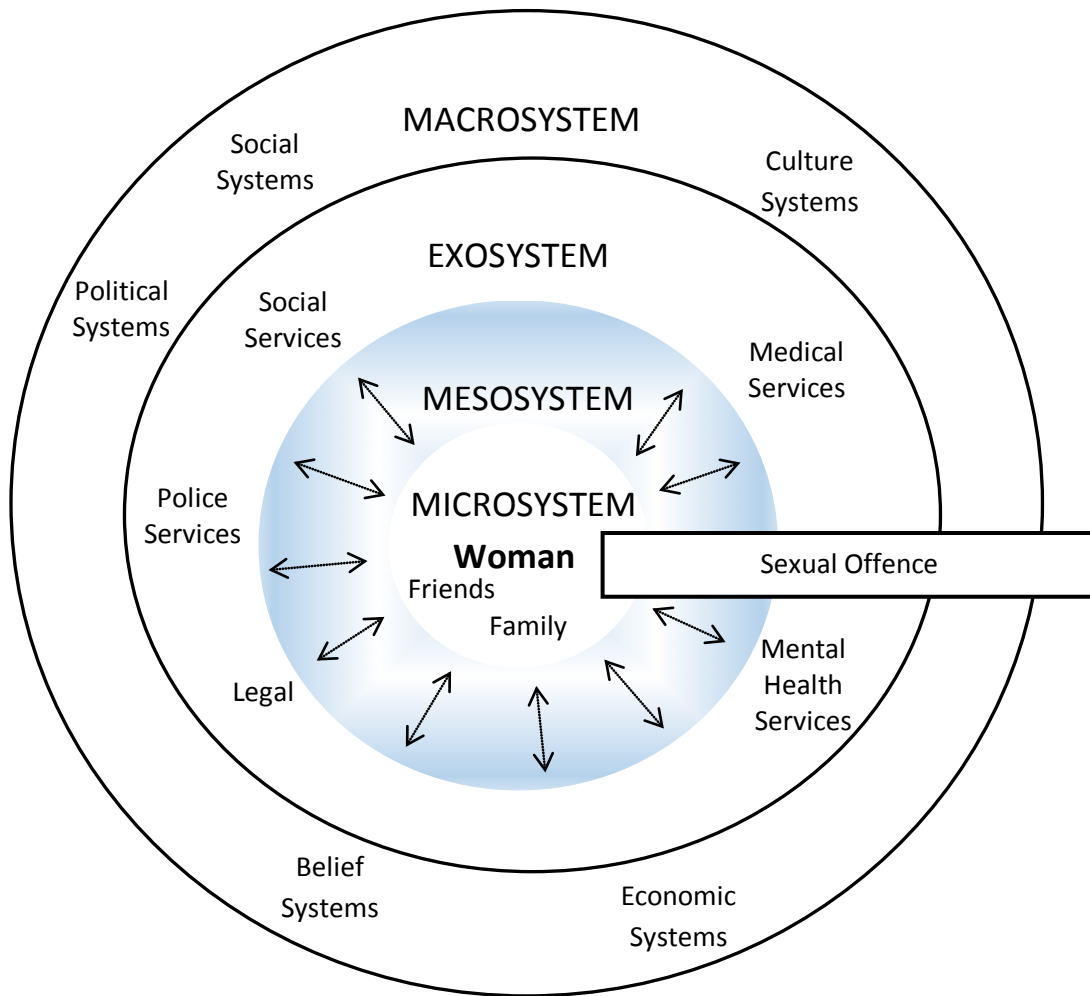 MACROSYSTEM
Social
Systems
Culture
Systems
EXOSYSTEM
Political
Systems
Social
Services
Medical
Services
MESOSYSTEM
MICROSYSTEM
Police
Services
Woman
Sexual Offence
Friends
Family
Mental
Health
Services
Legal
Belief
Systems
Economic
Systems